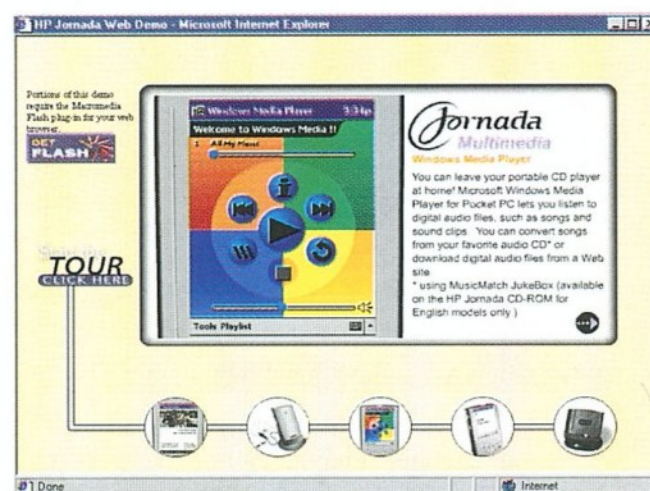 HP Jornada Web Demo - Microsoft Internet Explorer
Portions of this demo
require the Macromedia
Flash plug-in for your web
browser.
GET
FLASH
TOUR
CLICK HERE
Windows Media Player 3:34p
Welcome to Windows Media !!
1 All My Music
Tools Playlist
Jornada
Multimedia
Windows Media Player
You can leave your portable CD player
at home! Microsoft Windows Media
Player for Pocket PC lets you listen to
digital audio files, such as songs and
sound clips. You can convert songs
from your favorite audio CD* or
download digital audio files from a Web
site.
* using MusicMatch JukeBox (available
on the HP Jornada CD-ROM for
English models only )
Done
Internet